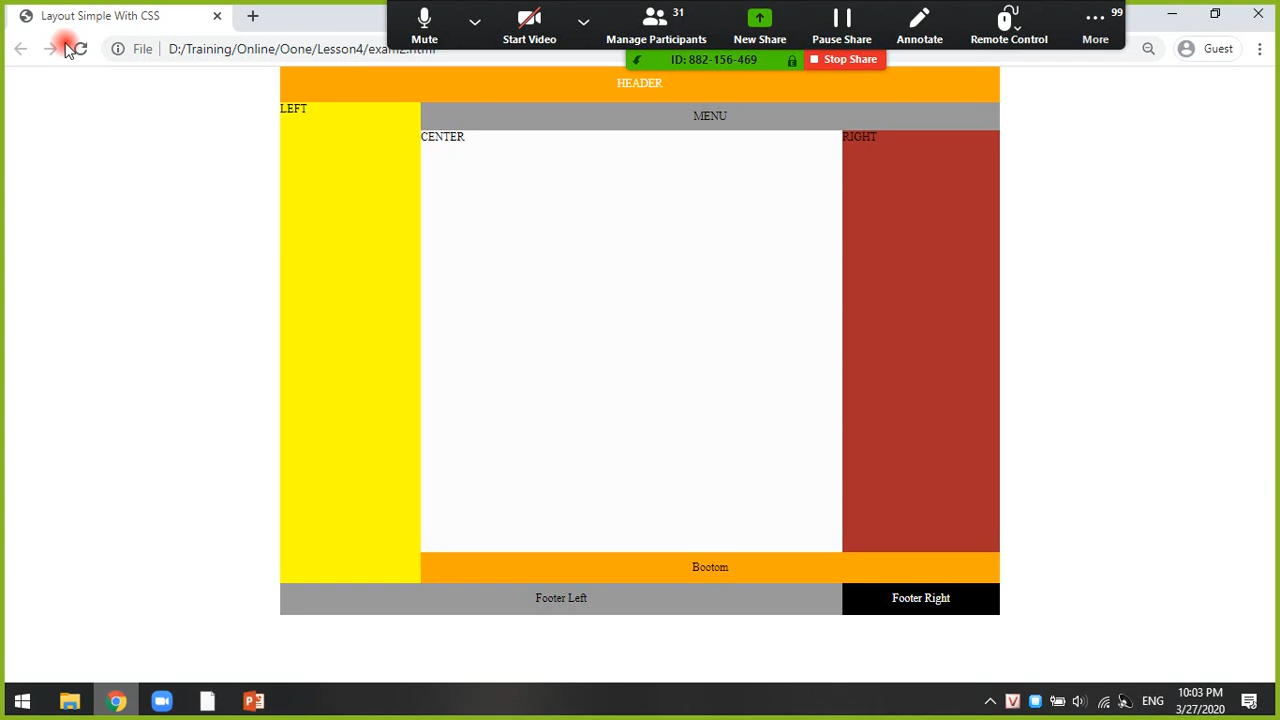 Layout Simple With CSS
31
99
Mute
Start Video
Manage Participants
New Share
Pause Share
Annotate
Remote Control
More
File
D:/Training/Online/Oone/Lesson4/exam2.html
Guest
ID: 882-156-469
Stop Share
HEADER
LEFT
MENU
CENTER
RIGHT
Bootom
Footer Left
Footer Right
ENG
10:03 PM
3/27/2020